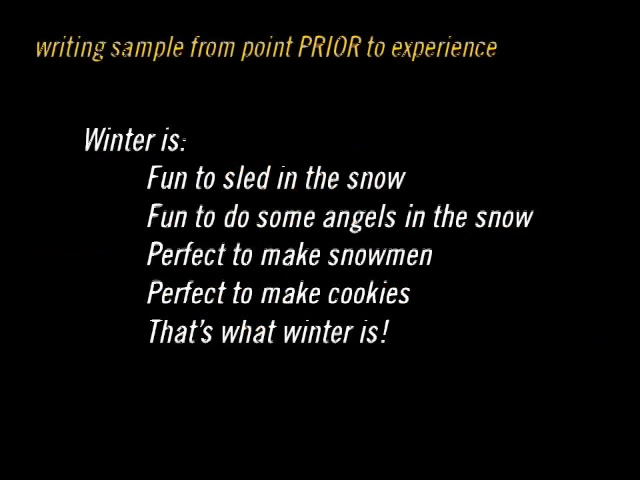 writing sample from point PRIOR to experience
Winter is:
Fun to sled in the snow
Fun to do some angels in the snow
Perfect to make snowmen
Perfect to make cookies
That's what winter is!